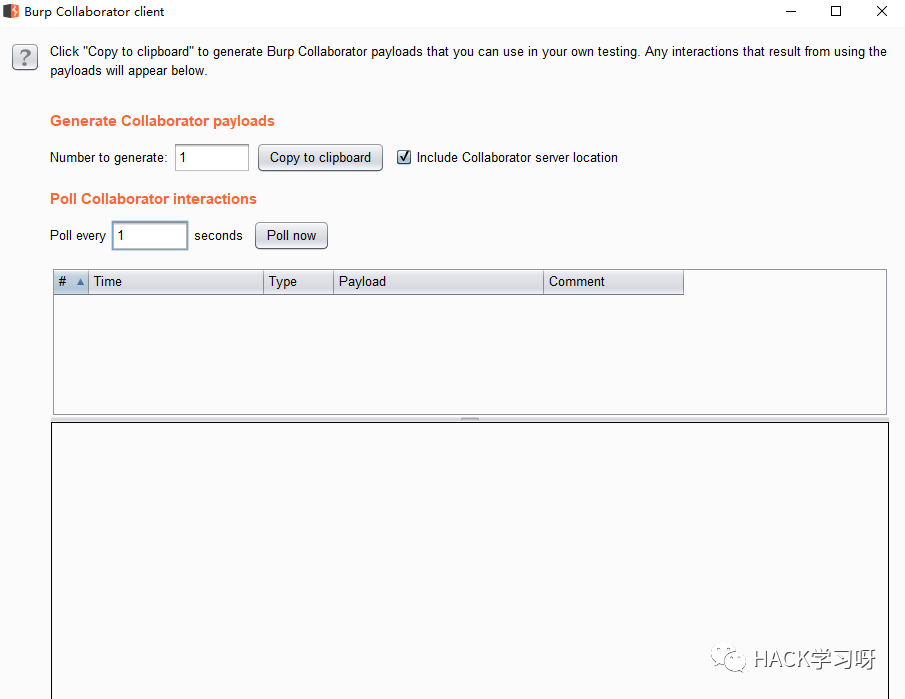 Burp Collaborator client
Click "Copy to clipboard" to generate Burp Collaborator payloads that you can use in your own testing. Any interactions that result from using the
payloads will appear below.
Generate Collaborator payloads
Number to generate: 1 Copy to clipboard Include Collaborator server location
Poll Collaborator interactions
Poll every 1 seconds Poll now
# Time Type Payload Comment
HACK学习呀